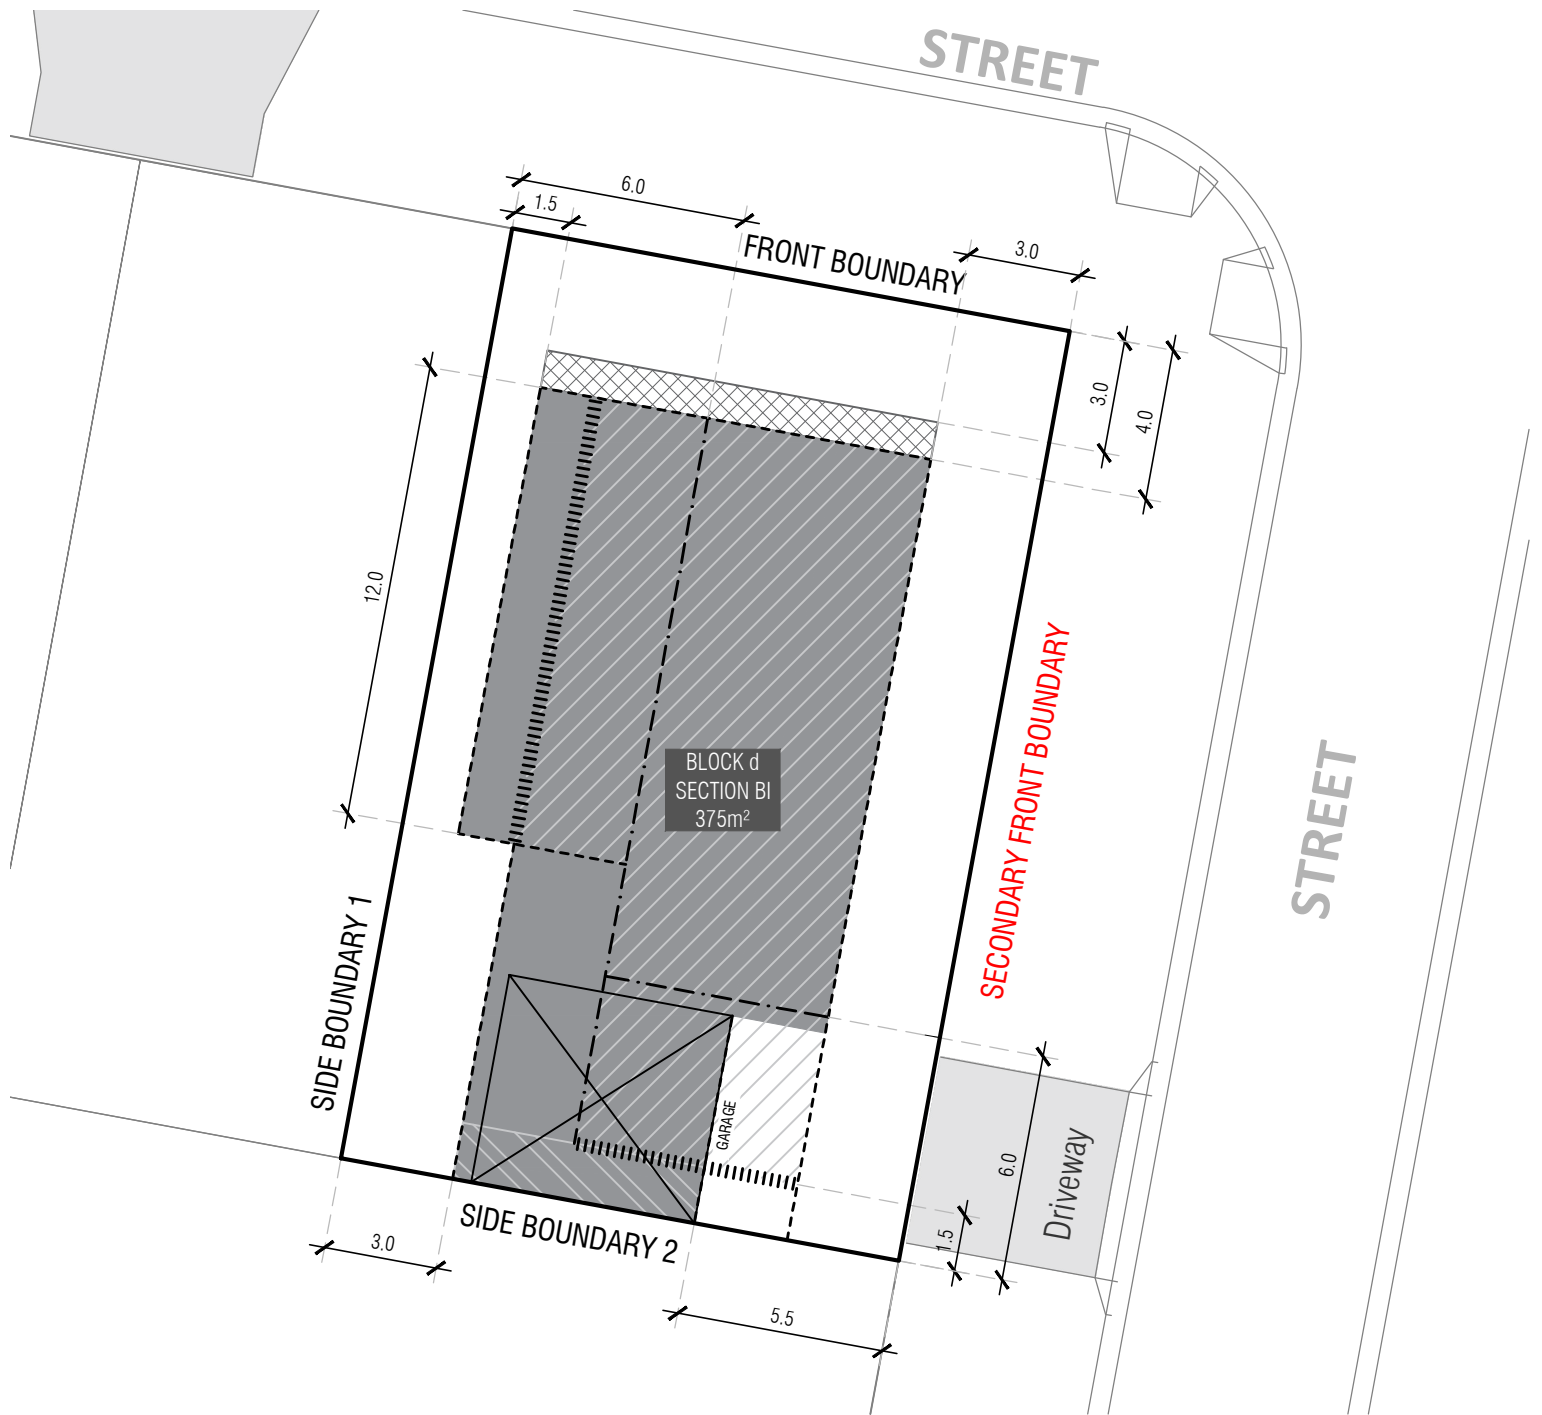 STREET
6.0
1.5
FRONT BOUNDARY
3.0
3.0
4.0
12.0
SECONDARY FRONT BOUNDARY
BLOCK d
SECTION BI
375m²
STREET
SIDE BOUNDARY 1
GARAGE
6.0
Driveway
1.5
SIDE BOUNDARY 2
3.0
5.5